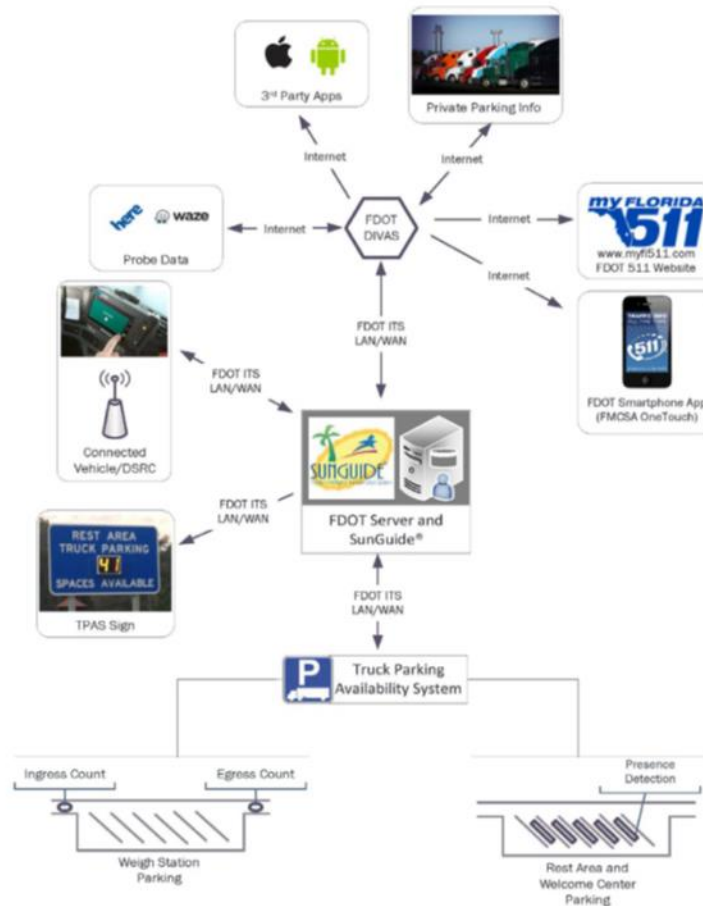 3rd Party Apps
Private Parking Info
Internet
Internet
here
waze
Probe Data
Internet
FDOT
DIVAS
Internet
my FLORIDA
511
www.myfl511.com
FDOT 511 Website
Internet
FDOT ITS
LAN/WAN
511
FDOT Smartphone App
(FMCSA OneTouch)
FDOT ITS
LAN/WAN
Connected
Vehicle/DSRC
SUNGUIDE
FDOT Server and
SunGuide®
FDOT ITS
LAN/WAN
REST AREA
TRUCK PARKING
41
SPACES AVAILABLE
TPAS Sign
FDOT ITS
LAN/WAN
P
Truck Parking
Availability System
Ingress Count
Egress Count
Weigh Station
Parking
Presence
Detection
Rest Area and
Welcome Center
Parking